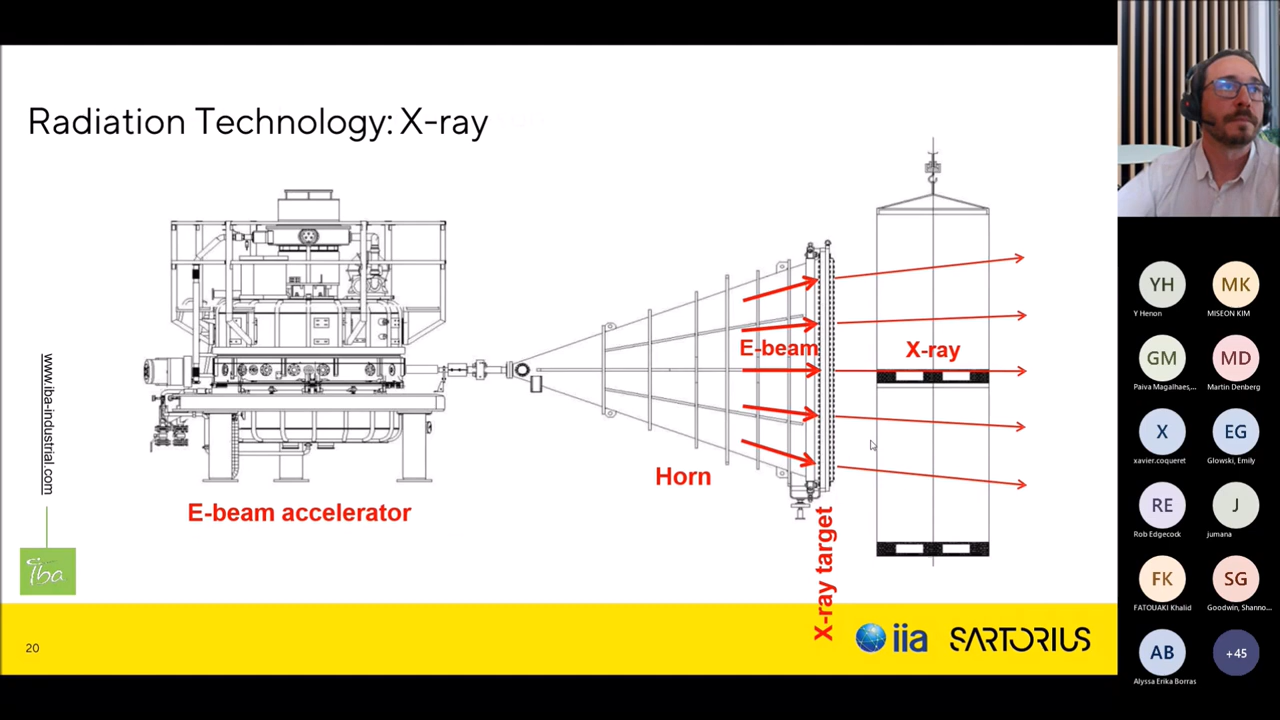 Radiation Technology: X-ray
www.iba-industrial.com
iba
E-beam accelerator
Horn
E-beam
X-ray target
X-ray
20
iia
SARTORIUS
YH
Y Henon
MK
MISEON KIM
GM
Paiva Magalhaes,...
MD
Martin Denberg
X
xavier.coqueret
EG
Glowski, Emily
RE
Rob Edgecock
J
jumana
FK
FATOUAKI Khalid
SG
Goodwin, Shanno...
AB
Alyssa Erika Borras
+45